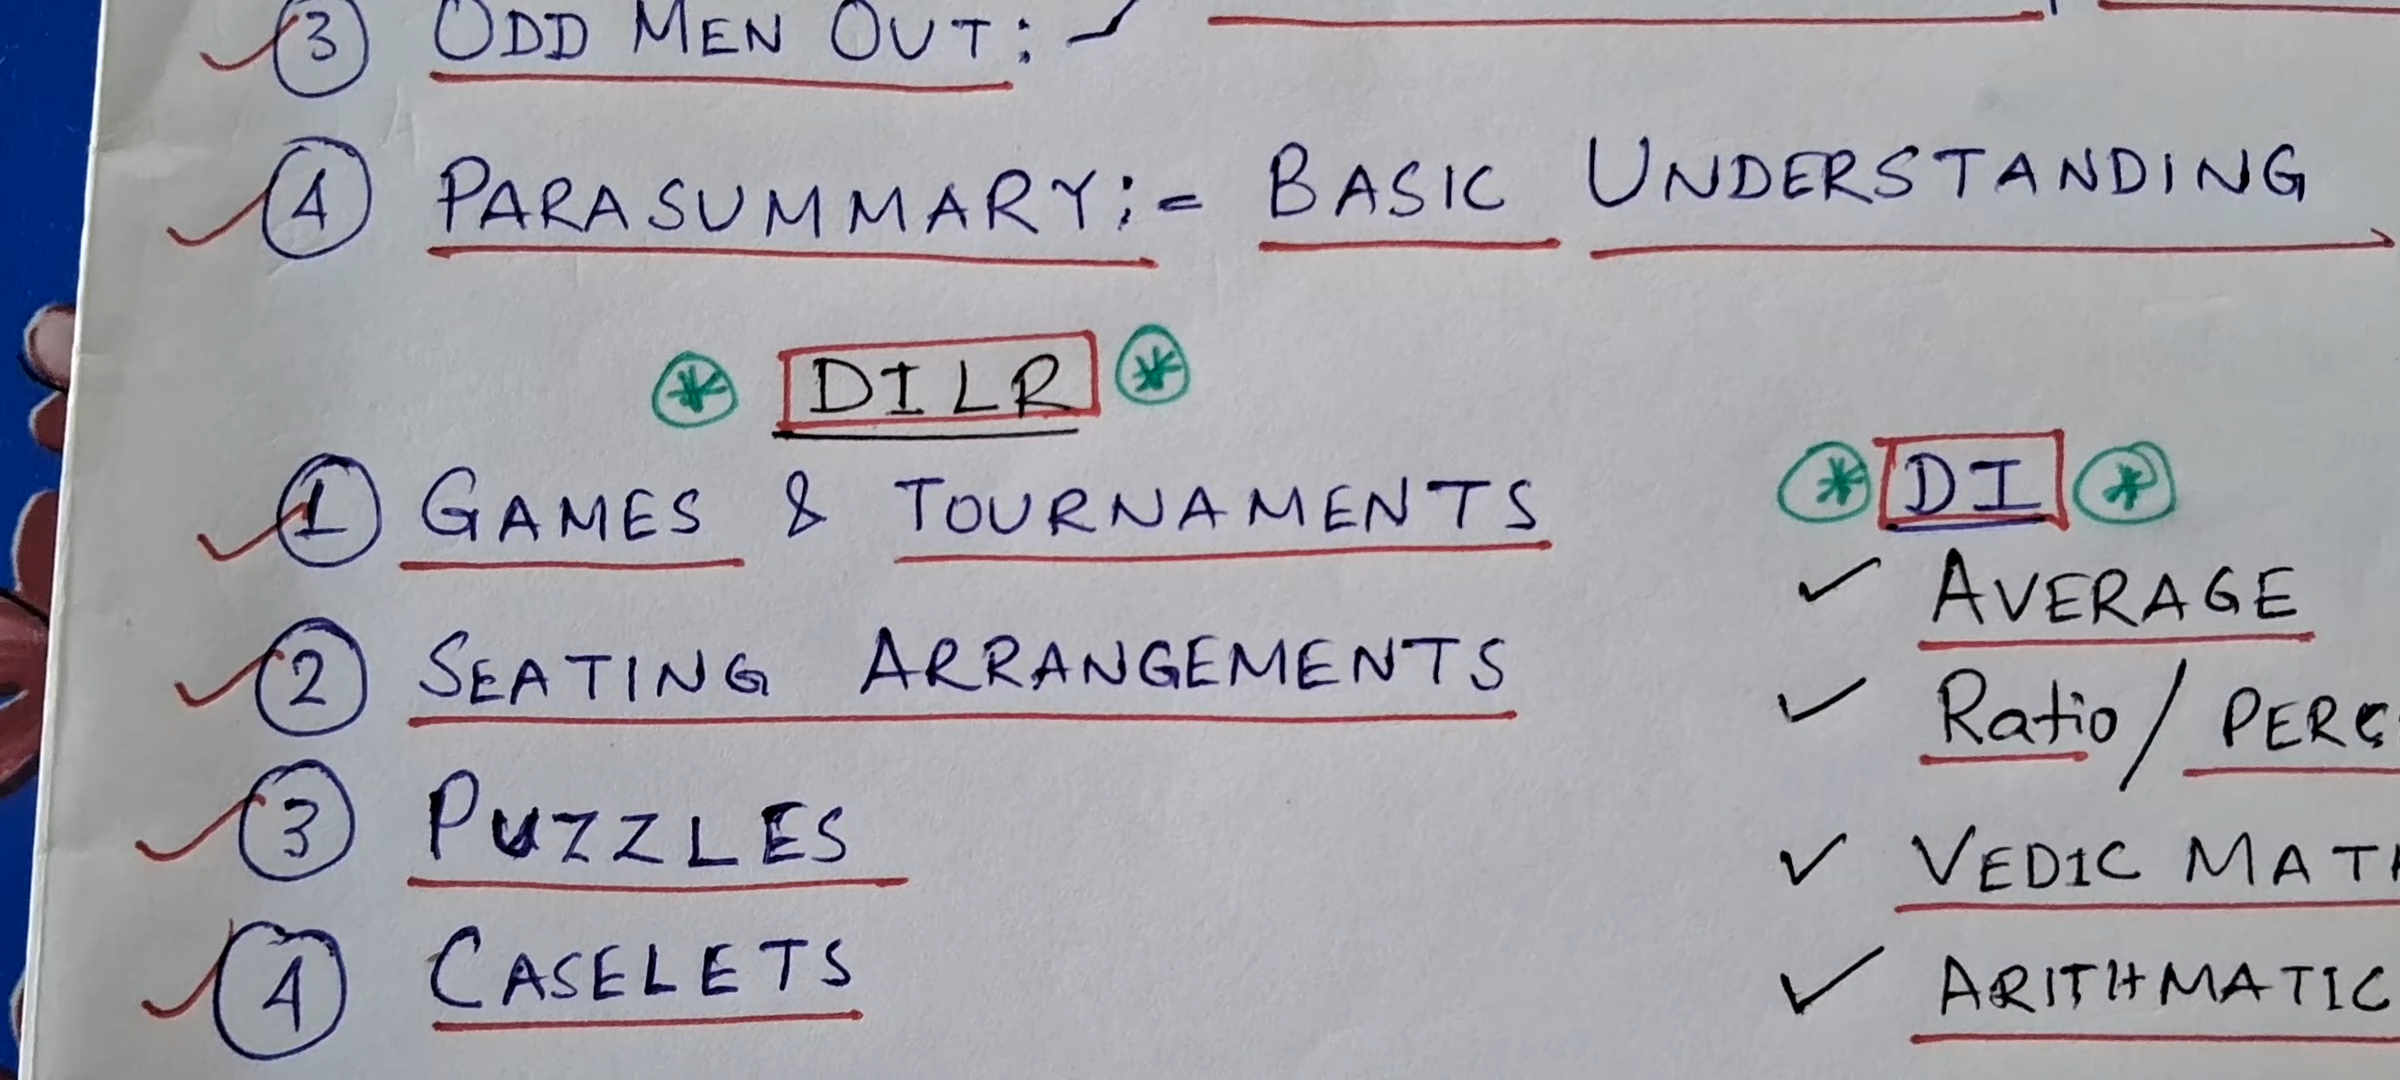 ③ ODD MEN OUT:
④ PARASUMMARY:- BASIC UNDERSTANDING
* DILR *
① GAMES & TOURNAMENTS
② SEATING ARRANGEMENTS
③ PUZZLES
④ CASELETS
* DI *
✓ AVERAGE
✓ Ratio/
✓ VEDIC
✓ ARITHMATIC